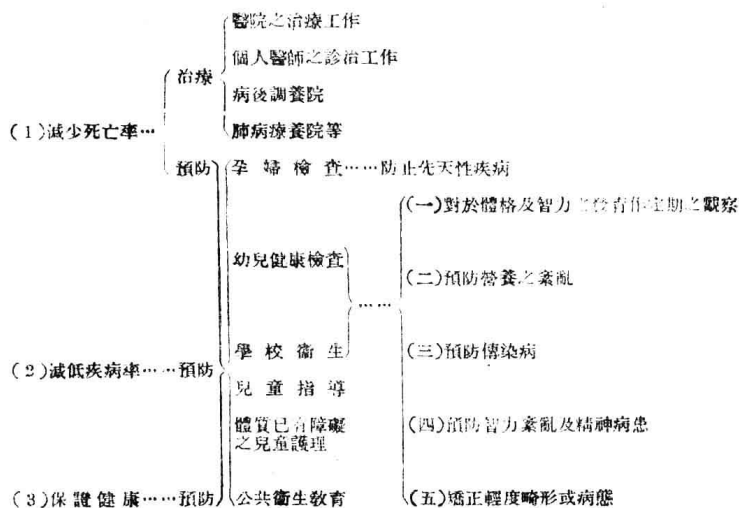 醫院之治療工作
個人醫師之診治工作
治療
病後調養院
(1)減少死亡率…
肺病療養院等
預防
孕婦檢查……防止先天性疾病
(一)對於體格及智力之發育作定期之觀察
幼兒健康檢查
(二)預防營養之紊亂
……
學校衞生
(三)預防傳染病
(2)減低疾病率……預防
兒童指導
體質已有障礙
之兒童護理
(四)預防智力紊亂及精神病患
(3)保證健康……預防
公共衞生敎育
(五)矯正輕度畸形或病態